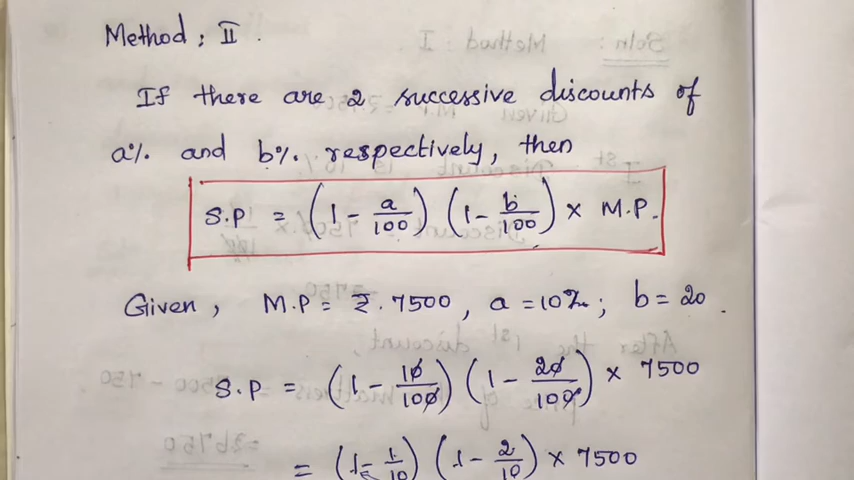 Method : II .
If there are 2 successive discounts of
a% and b% respectively, then
S.P = (1 - a/100) (1 - b/100) × M.P.
Given , M.P = ₹. 7500 , a = 10% ; b = 20 .
S.P = (1 - 10/100) (1 - 20/100) × 7500
= (1 - 1/10) (1 - 2/10) × 7500